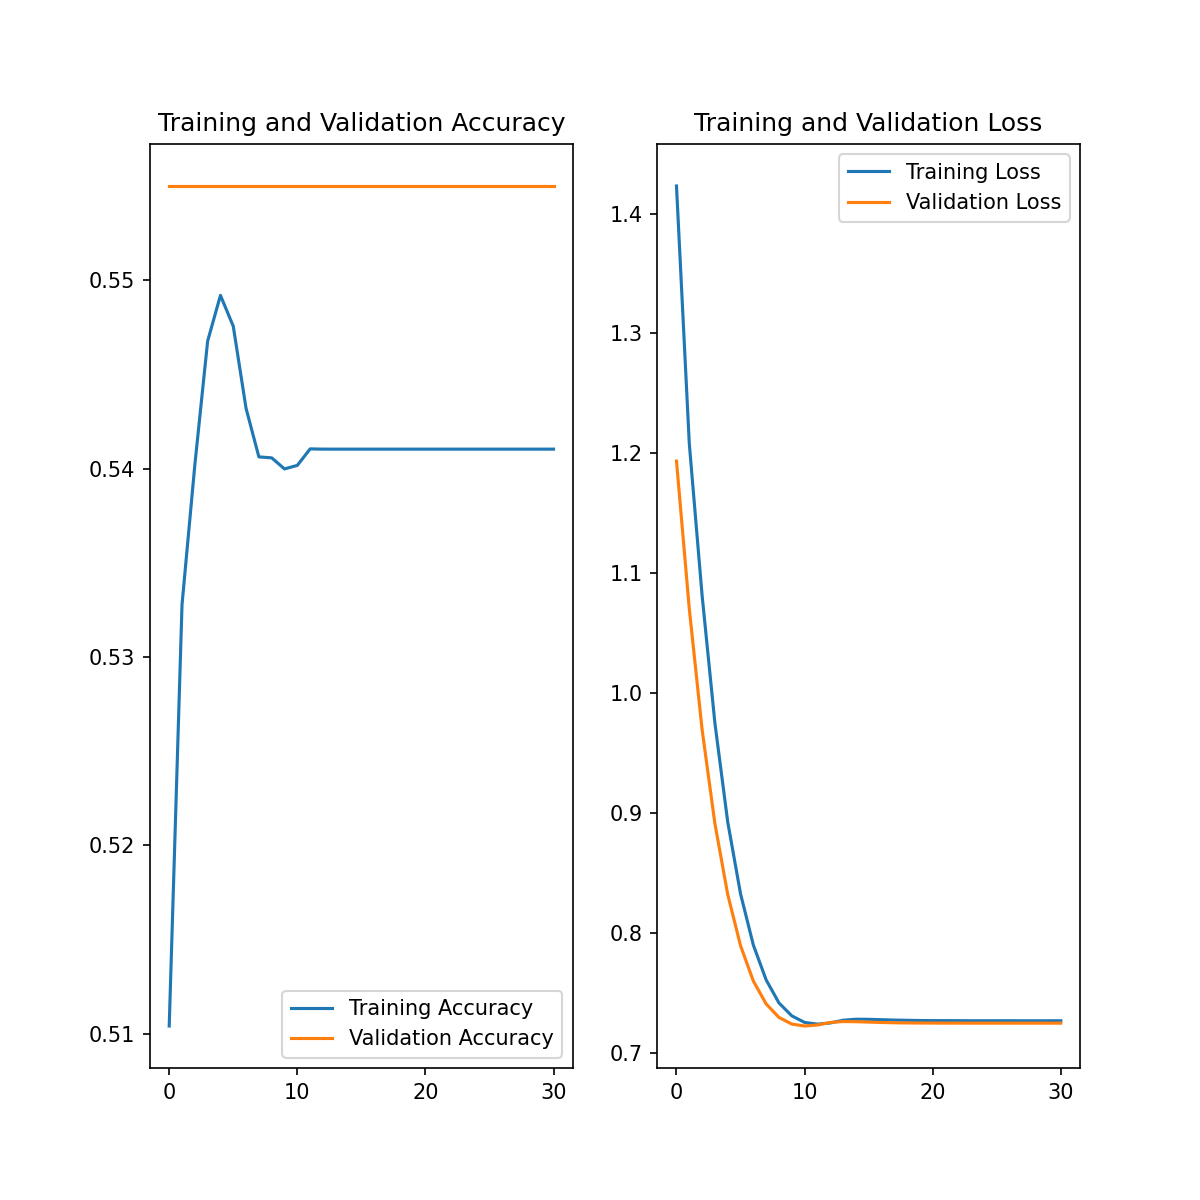 Training and Validation Accuracy
0.55
0.54
0.53
0.52
0.51
0 10 20 30
Training Accuracy
Validation Accuracy
Training and Validation Loss
1.4
1.3
1.2
1.1
1.0
0.9
0.8
0.7
0 10 20 30
Training Loss
Validation Loss